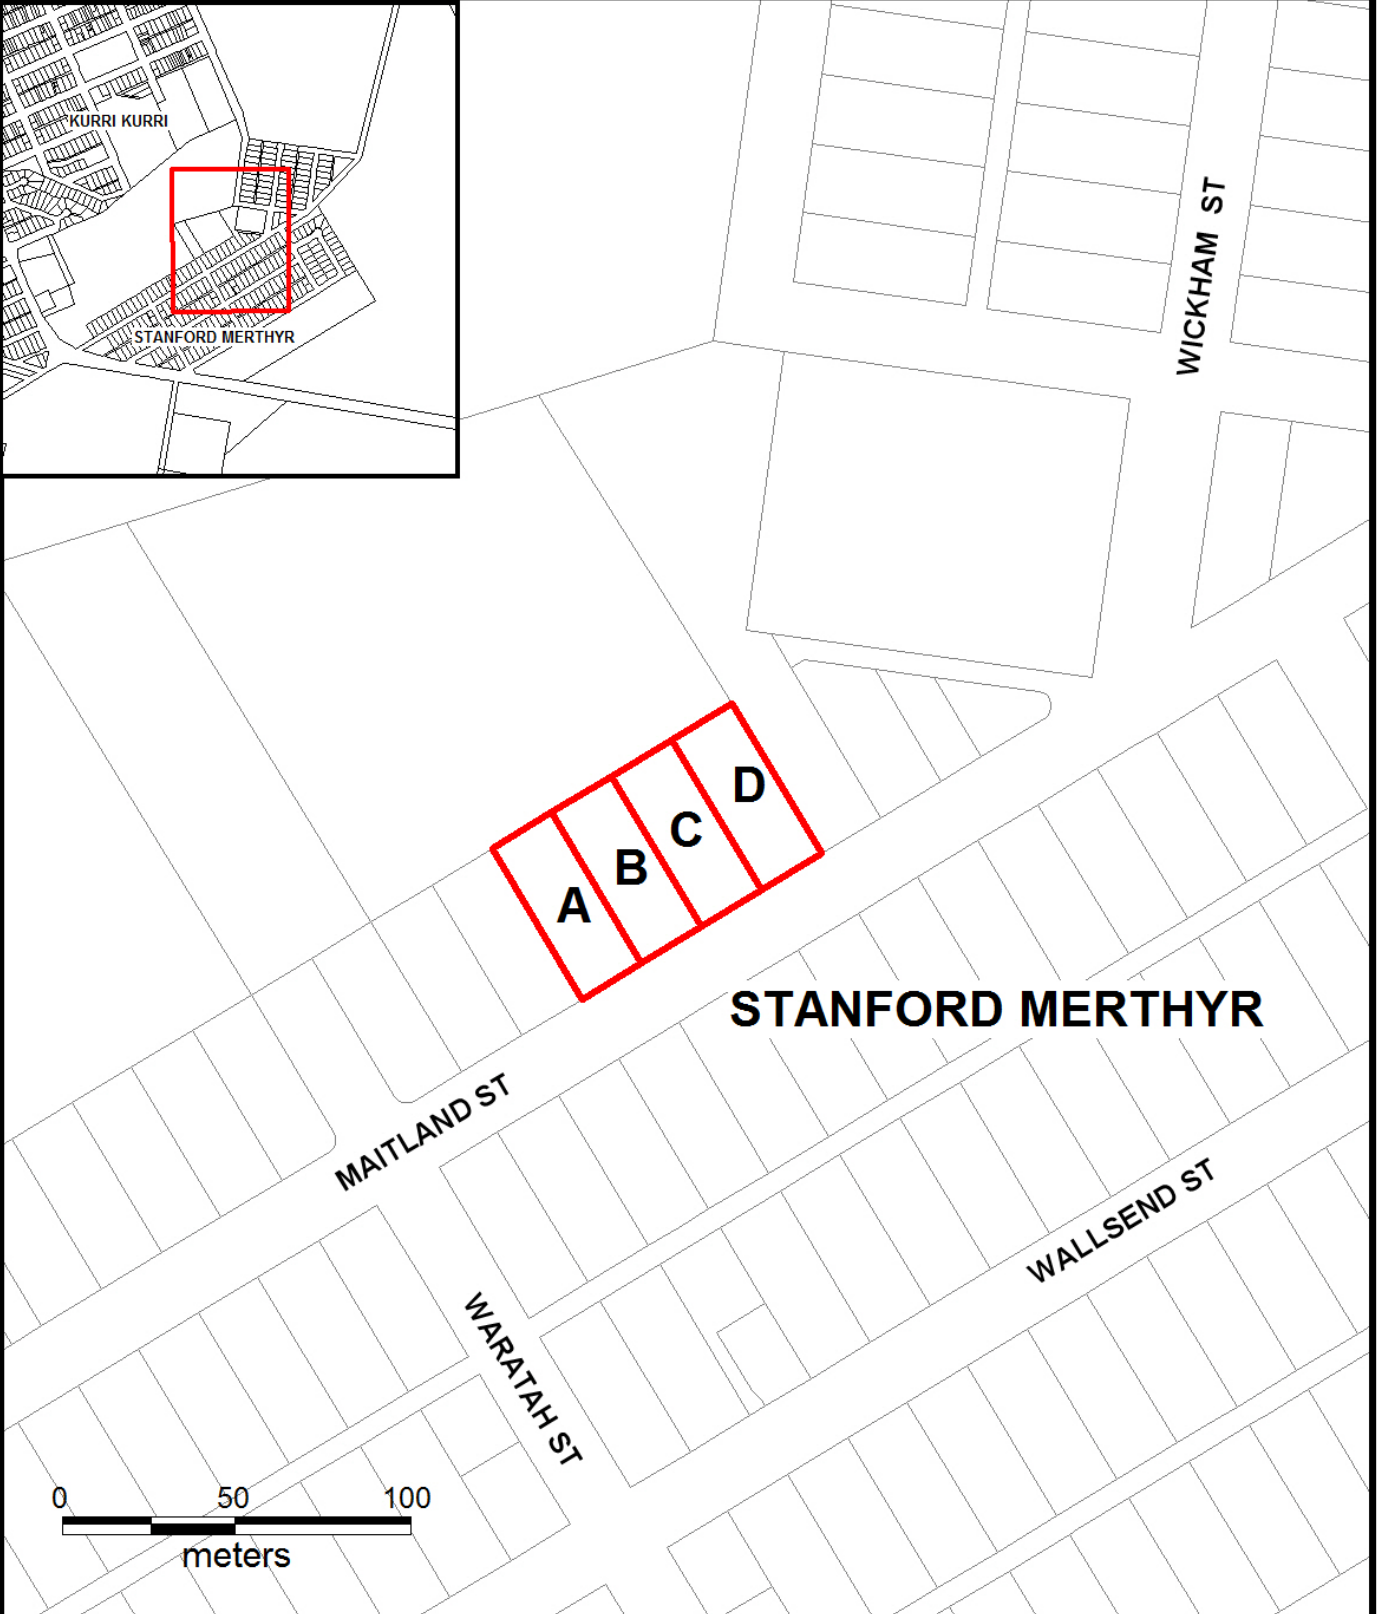 KURRI KURRI
STANFORD MERTHYR
WICKHAM ST
D
C
B
A
STANFORD MERTHYR
MAITLAND ST
WALLSEND ST
WARATAH ST
0 50 100
meters